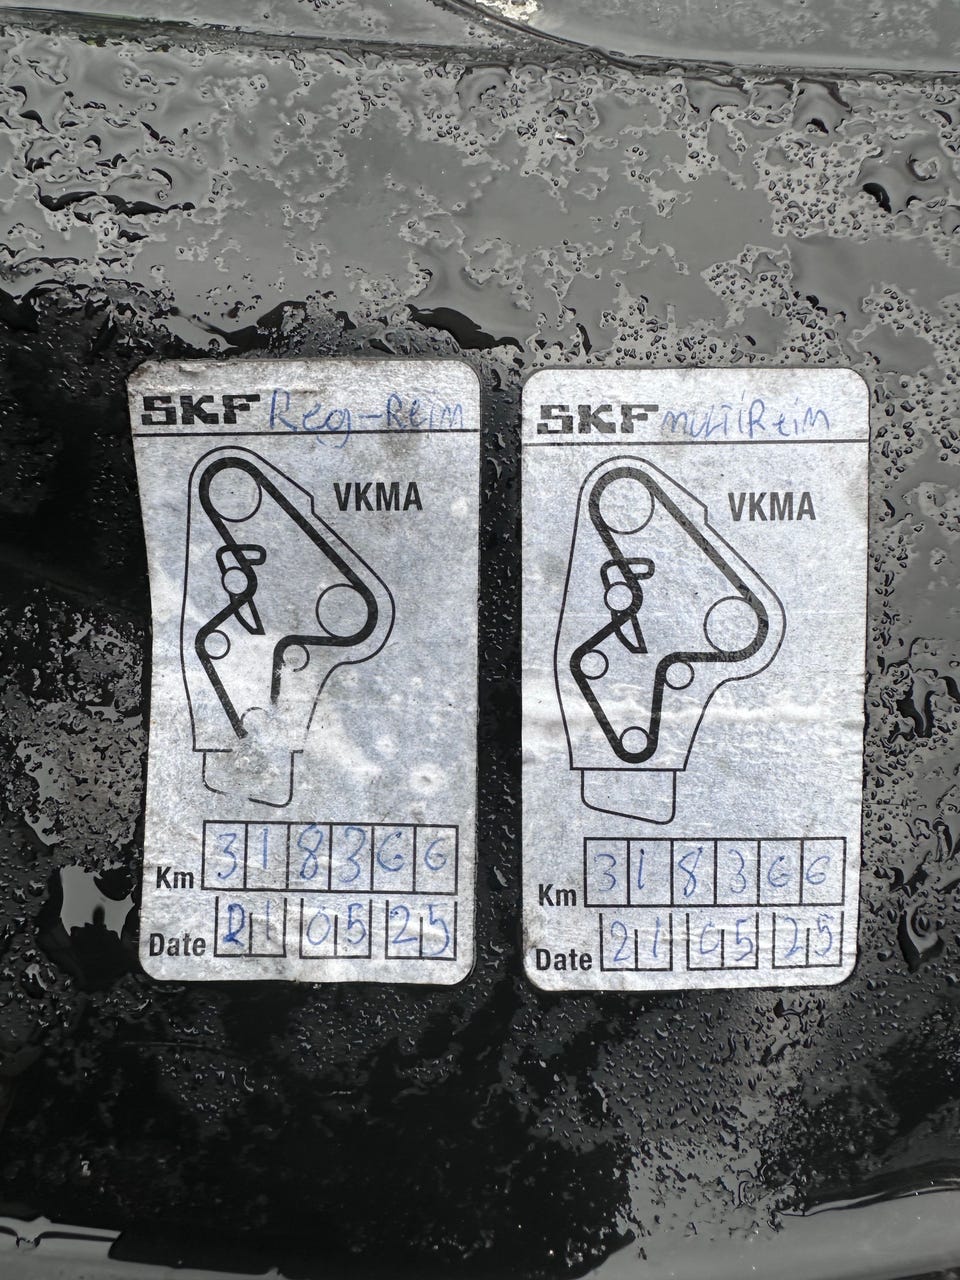 SKF Reg-Reim
VKMA
Km 318366
Date 21 05 25
SKF multiReim
VKMA
Km 318366
Date 21 05 25